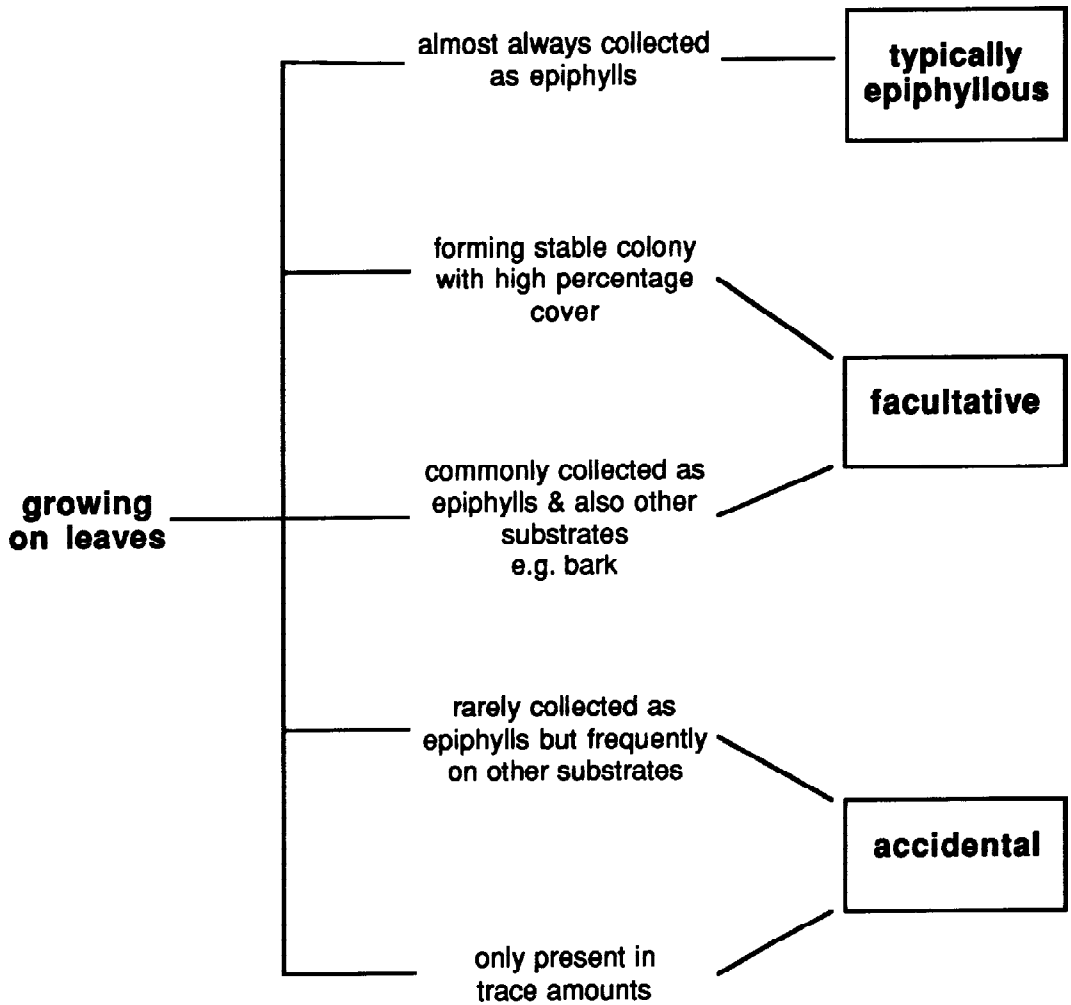 almost always collected
as epiphylls
typically
epiphyllous
forming stable colony
with high percentage
cover
facultative
growing
on leaves
commonly collected as
epiphylls & also other
substrates
e.g. bark
rarely collected as
epiphylls but frequently
on other substrates
accidental
only present in
trace amounts